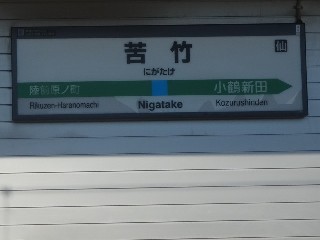 苦竹
にがたけ
陸前原ノ町 小鶴新田
Rikuzen-Haranomachi Nigatake Kozurushinden